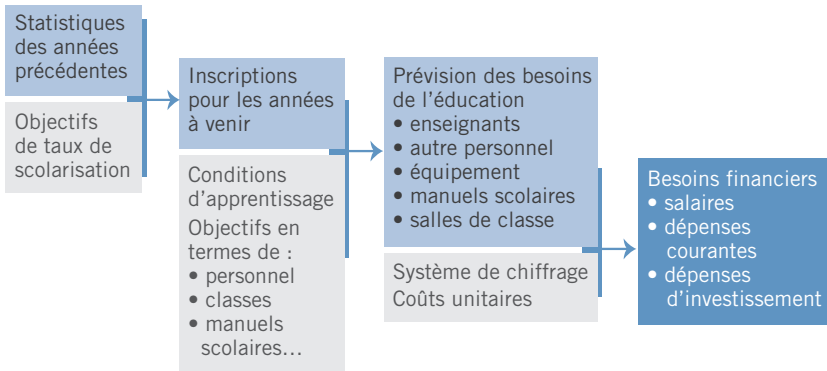 Statistiques
des années
précédentes
Objectifs
de taux de
scolarisation
Inscriptions
pour les années
à venir
Conditions
d'apprentissage
Objectifs en
termes de :
• personnel
• classes
• manuels
scolaires…
Prévision des besoins
de l'éducation
• enseignants
• autre personnel
• équipement
• manuels scolaires
• salles de classe
Système de chiffrage
Coûts unitaires
Besoins financiers
• salaires
• dépenses
courantes
• dépenses
d'investissement